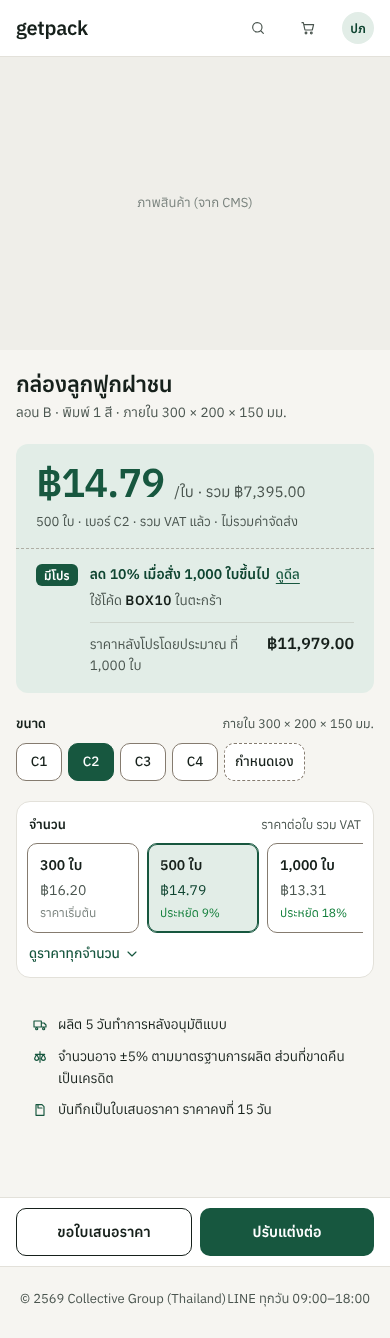 getpack
ปภ
ภาพสินค้า (จาก CMS)
กล่องลูกฟูกฝาชน
ลอน B · พิมพ์ 1 สี · ภายใน 300 × 200 × 150 มม.
฿14.79 /ใบ · รวม ฿7,395.00
500 ใบ · เบอร์ C2 · รวม VAT แล้ว · ไม่รวมค่าจัดส่ง
มีโปร ลด 10% เมื่อสั่ง 1,000 ใบขึ้นไป ดูดีล
ใช้โค้ด BOX10 ในตะกร้า
ราคาหลังโปรโดยประมาณ ที่ ฿11,979.00
1,000 ใบ
ขนาด ภายใน 300 × 200 × 150 มม.
C1 C2 C3 C4 กำหนดเอง
จำนวน ราคาต่อใบ รวม VAT
300 ใบ 500 ใบ 1,000 ใบ
฿16.20 ฿14.79 ฿13.31
ราคาเริ่มต้น ประหยัด 9% ประหยัด 18%
ดูราคาทุกจำนวน
ผลิต 5 วันทำการหลังอนุมัติแบบ
จำนวนอาจ ±5% ตามมาตรฐานการผลิต ส่วนที่ขาดคืน
เป็นเครดิต
บันทึกเป็นใบเสนอราคา ราคาคงที่ 15 วัน
ขอใบเสนอราคา ปรับแต่งต่อ
© 2569 Collective Group (Thailand) LINE ทุกวัน 09:00–18:00